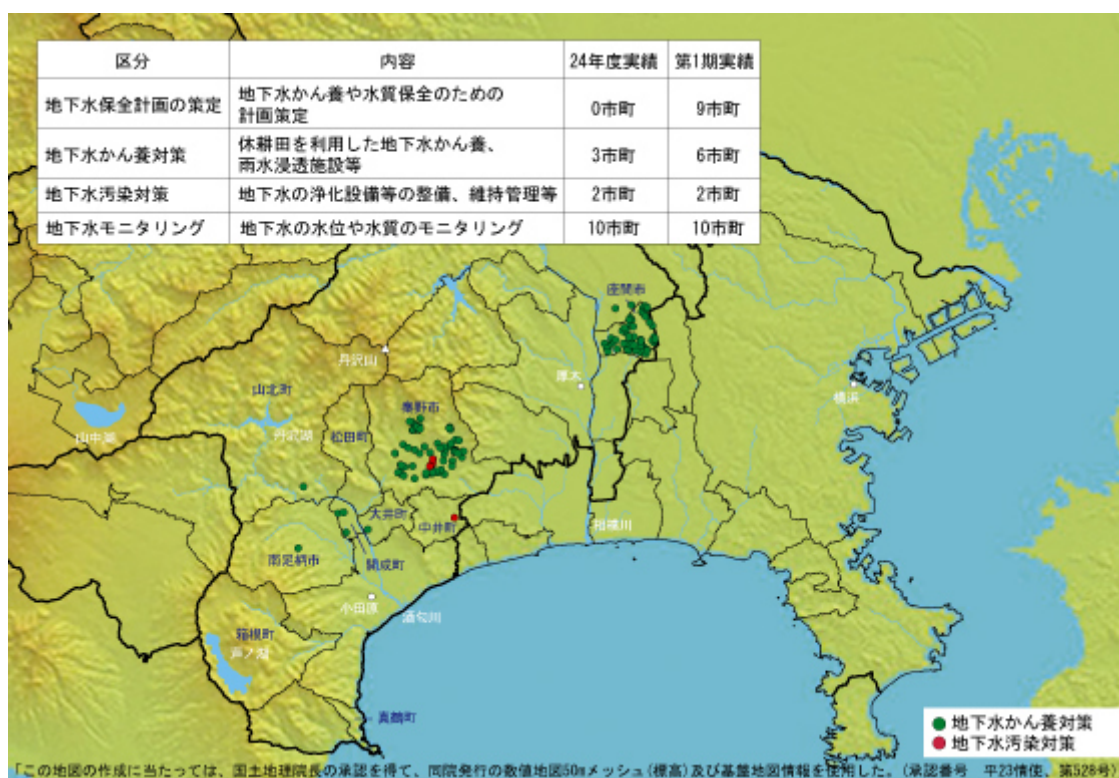 区分 内容 24年度実績 第1期実績
地下水保全計画の策定 地下水かん養や水質保全のための
計画策定 0市町 9市町
地下水かん養対策 休耕田を利用した地下水かん養、
雨水浸透施設等 3市町 6市町
地下水汚染対策 地下水の浄化設備等の整備、維持管理等 2市町 2市町
地下水モニタリング 地下水の水位や水質のモニタリング 10市町 10市町
座間市
丹沢山
厚木
山北町
秦野市
横浜
山中湖
丹沢湖
松田町
大井町
中井町
相模川
南足柄市
開成町
小田原
酒匂川
箱根町
芦ノ湖
真鶴町
地下水かん養対策
地下水汚染対策
「この地図の作成に当たっては、国土地理院長の承認を得て、同院発行の数値地図50mメッシュ(標高)及び基盤地図情報を使用した。(承認番号 平23情使、第528号)